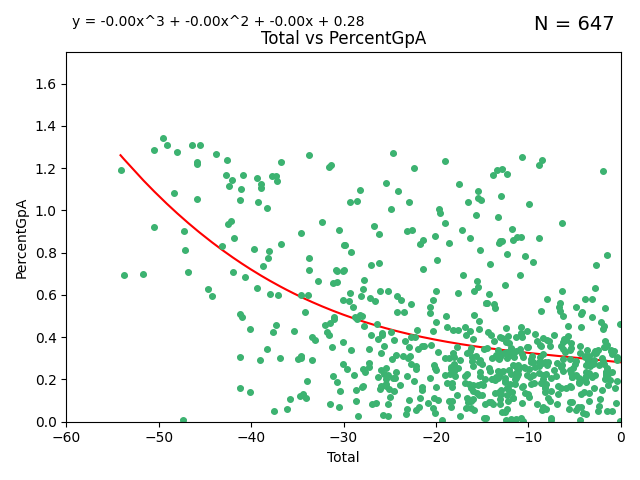 y = -0.00x^3 + -0.00x^2 + -0.00x + 0.28
N = 647
Total vs PercentGpA
1.6
1.4
1.2
1.0
0.8
0.6
0.4
0.2
0.0
PercentGpA
−60 −50 −40 −30 −20 −10 0
Total